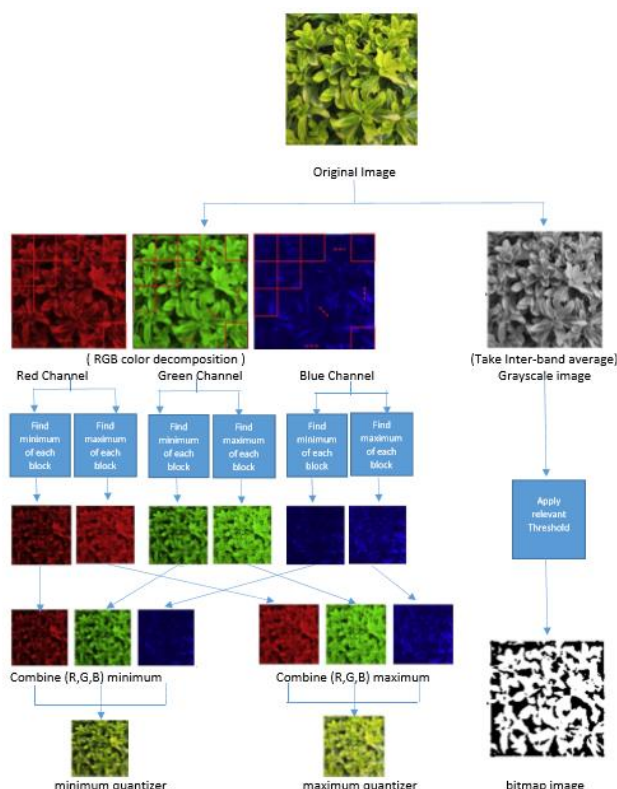 Original Image
( RGB color decomposition )
Red Channel
Green Channel
Blue Channel
(Take Inter-band average)
Grayscale image
Find
minimum
of each
block
Find
maximum
of each
block
Find
minimum
of each
block
Find
maximum
of each
block
Find
minimum
of each
block
Find
maximum
of each
block
Apply
relevant
Threshold
Combine (R,G,B) minimum
Combine (R,G,B) maximum
minimum quantizer
maximum quantizer
bitmap image